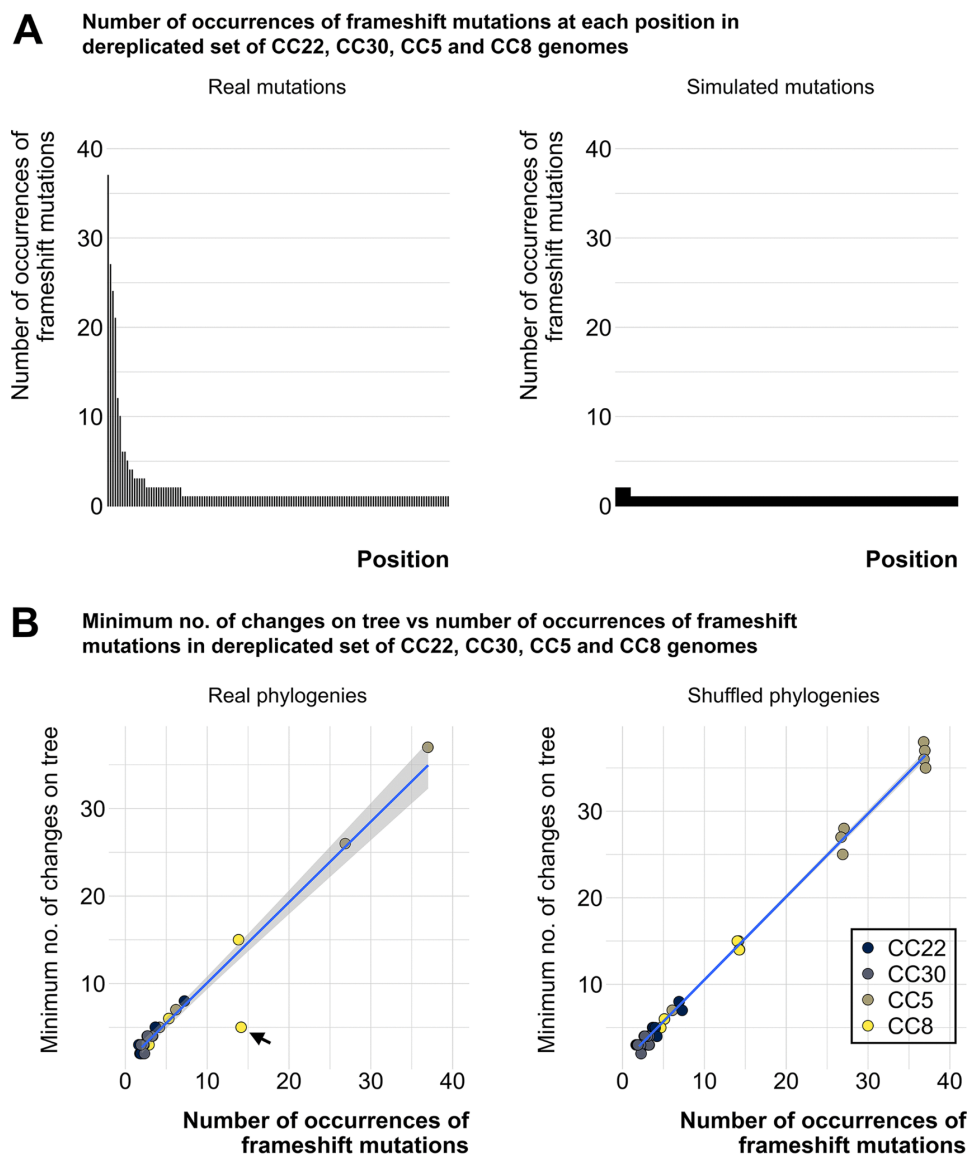 A
Number of occurrences of frameshift mutations at each position in
dereplicated set of CC22, CC30, CC5 and CC8 genomes
Real mutations
Number of occurrences of
frameshift mutations
40
30
20
10
0
Position
Simulated mutations
Number of occurrences of
frameshift mutations
40
30
20
10
0
Position
B
Minimum no. of changes on tree vs number of occurrences of frameshift
mutations in dereplicated set of CC22, CC30, CC5 and CC8 genomes
Real phylogenies
Minimum no. of changes on tree
30
20
10
0 10 20 30 40
Number of occurrences of
frameshift mutations
Shuffled phylogenies
Minimum no. of changes on tree
30
20
10
CC22
CC30
CC5
CC8
0 10 20 30 40
Number of occurrences of
frameshift mutations